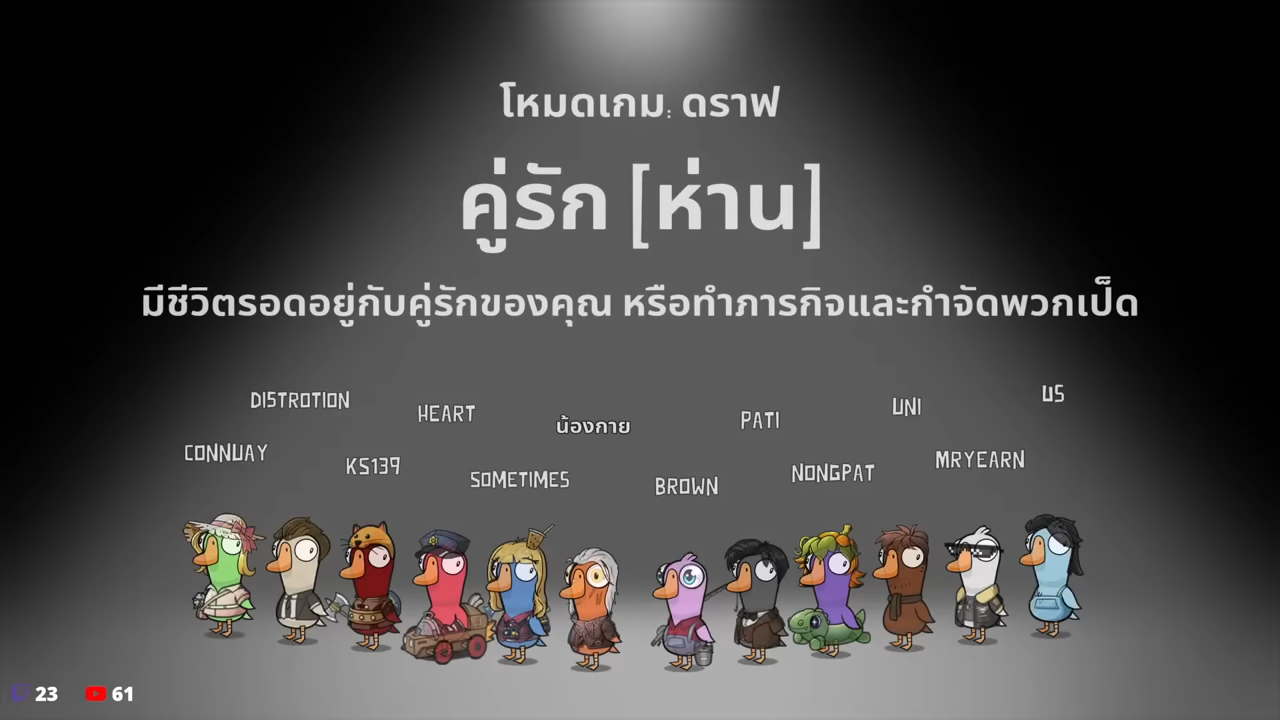 โหมดเกม: ดราฟ
คู่รัก [ห่าน]
มีชีวิตรอดอยู่กับคู่รักของคุณ หรือทำภารกิจและกำจัดพวกเป็ด
DISTROTION HEART น้องกาย PATI UNI US
CONNUAY KS139 SOMETIMES BROWN NONGPAT MRYEARN
23 61